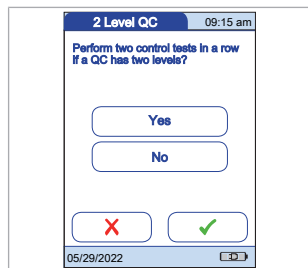 2 Level QC 09:15 am
Perform two control tests in a row
if a QC has two levels?
Yes
No
05/29/2022